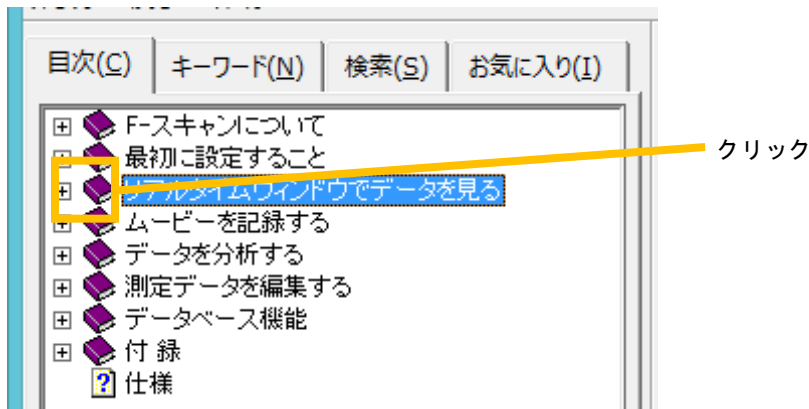 目次(C) キーワード(N) 検索(S) お気に入り(I)
F-スキャンについて
最初に設定すること
クリック
リアルタイムウィンドウでデータを見る
ムービーを記録する
データを分析する
測定データを編集する
データベース機能
付 録
仕様